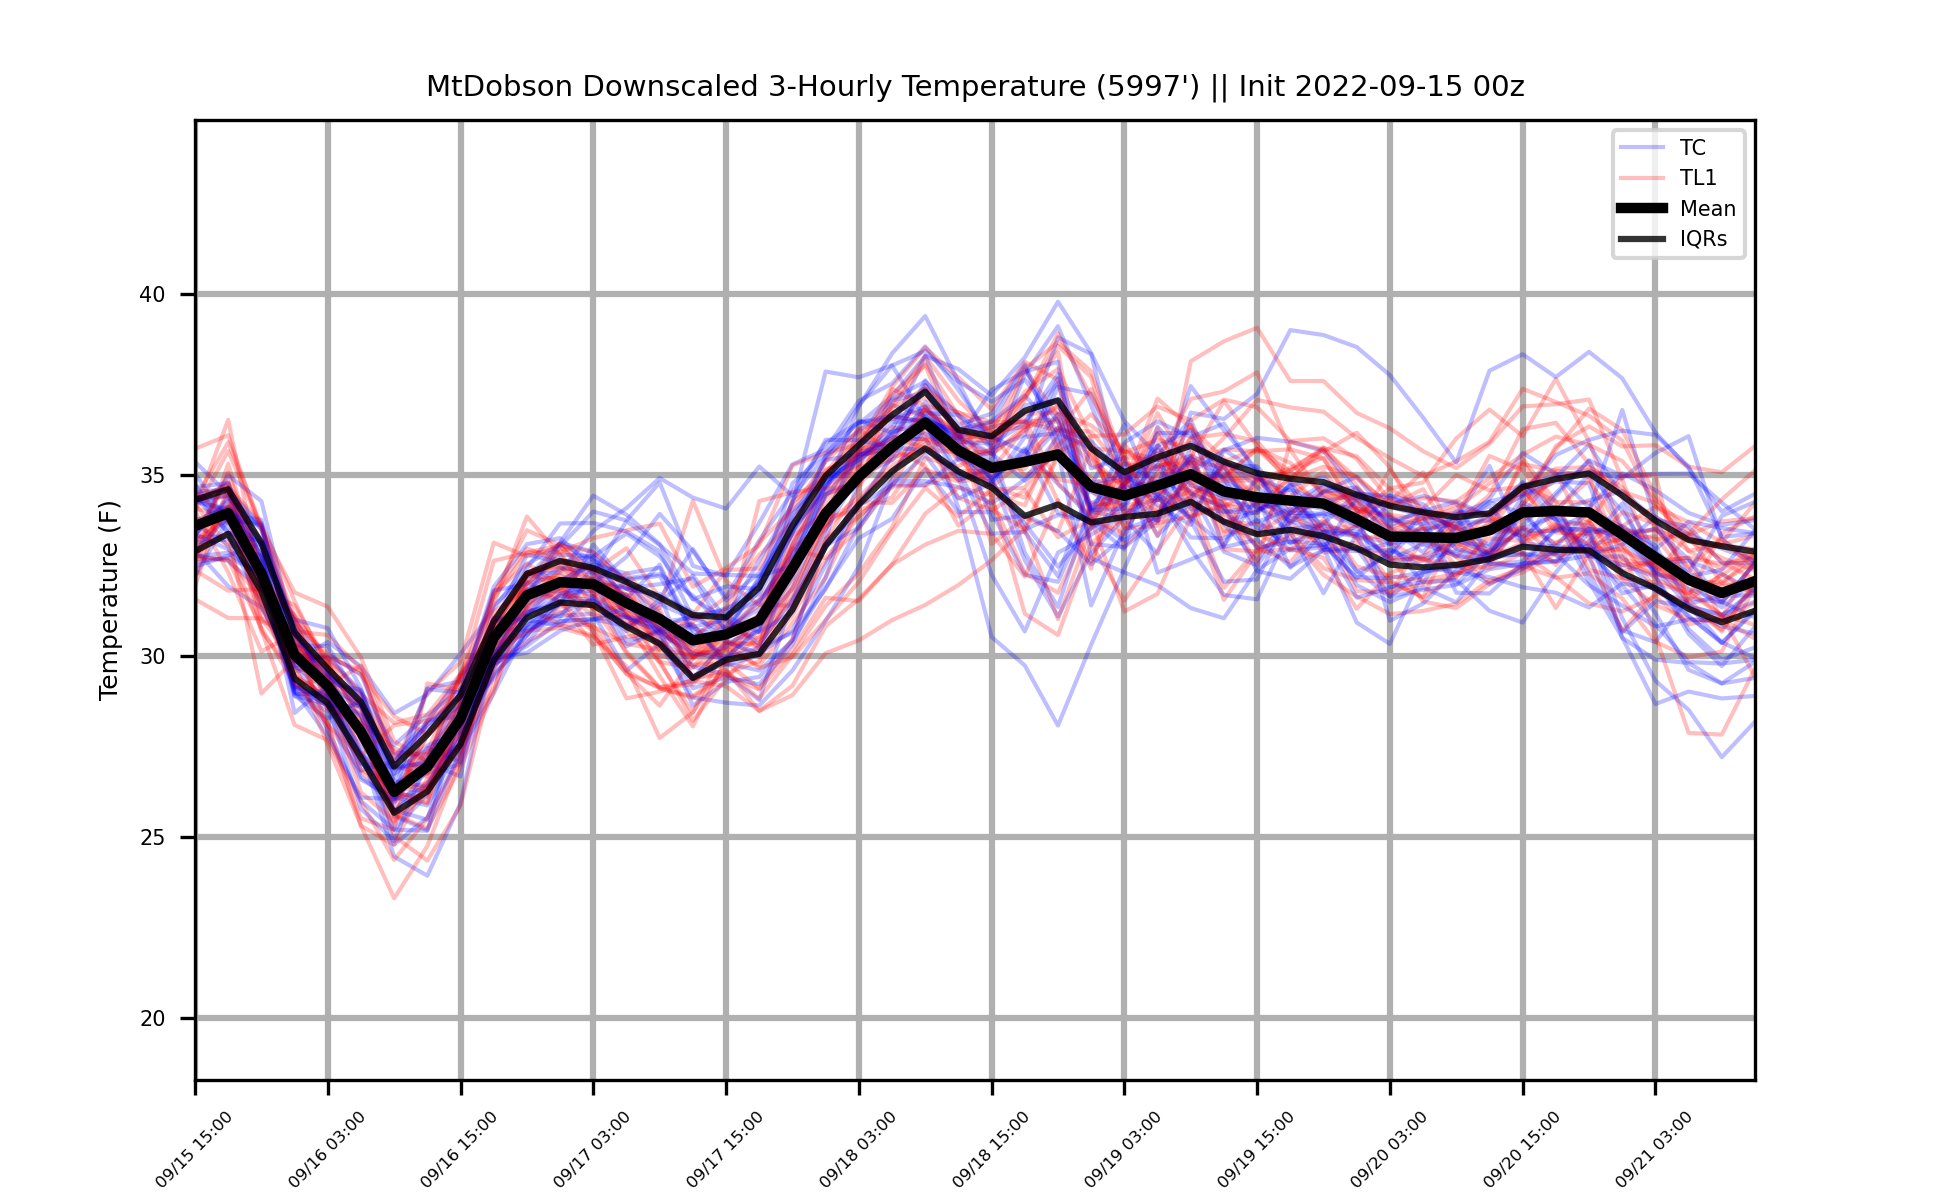 MtDobson Downscaled 3-Hourly Temperature (5997') || Init 2022-09-15 00z
TC
TL1
Mean
IQRs
Temperature (F)
40
35
30
25
20
09/15 15:00
09/16 03:00
09/16 15:00
09/17 03:00
09/17 15:00
09/18 03:00
09/18 15:00
09/19 03:00
09/19 15:00
09/20 03:00
09/20 15:00
09/21 03:00